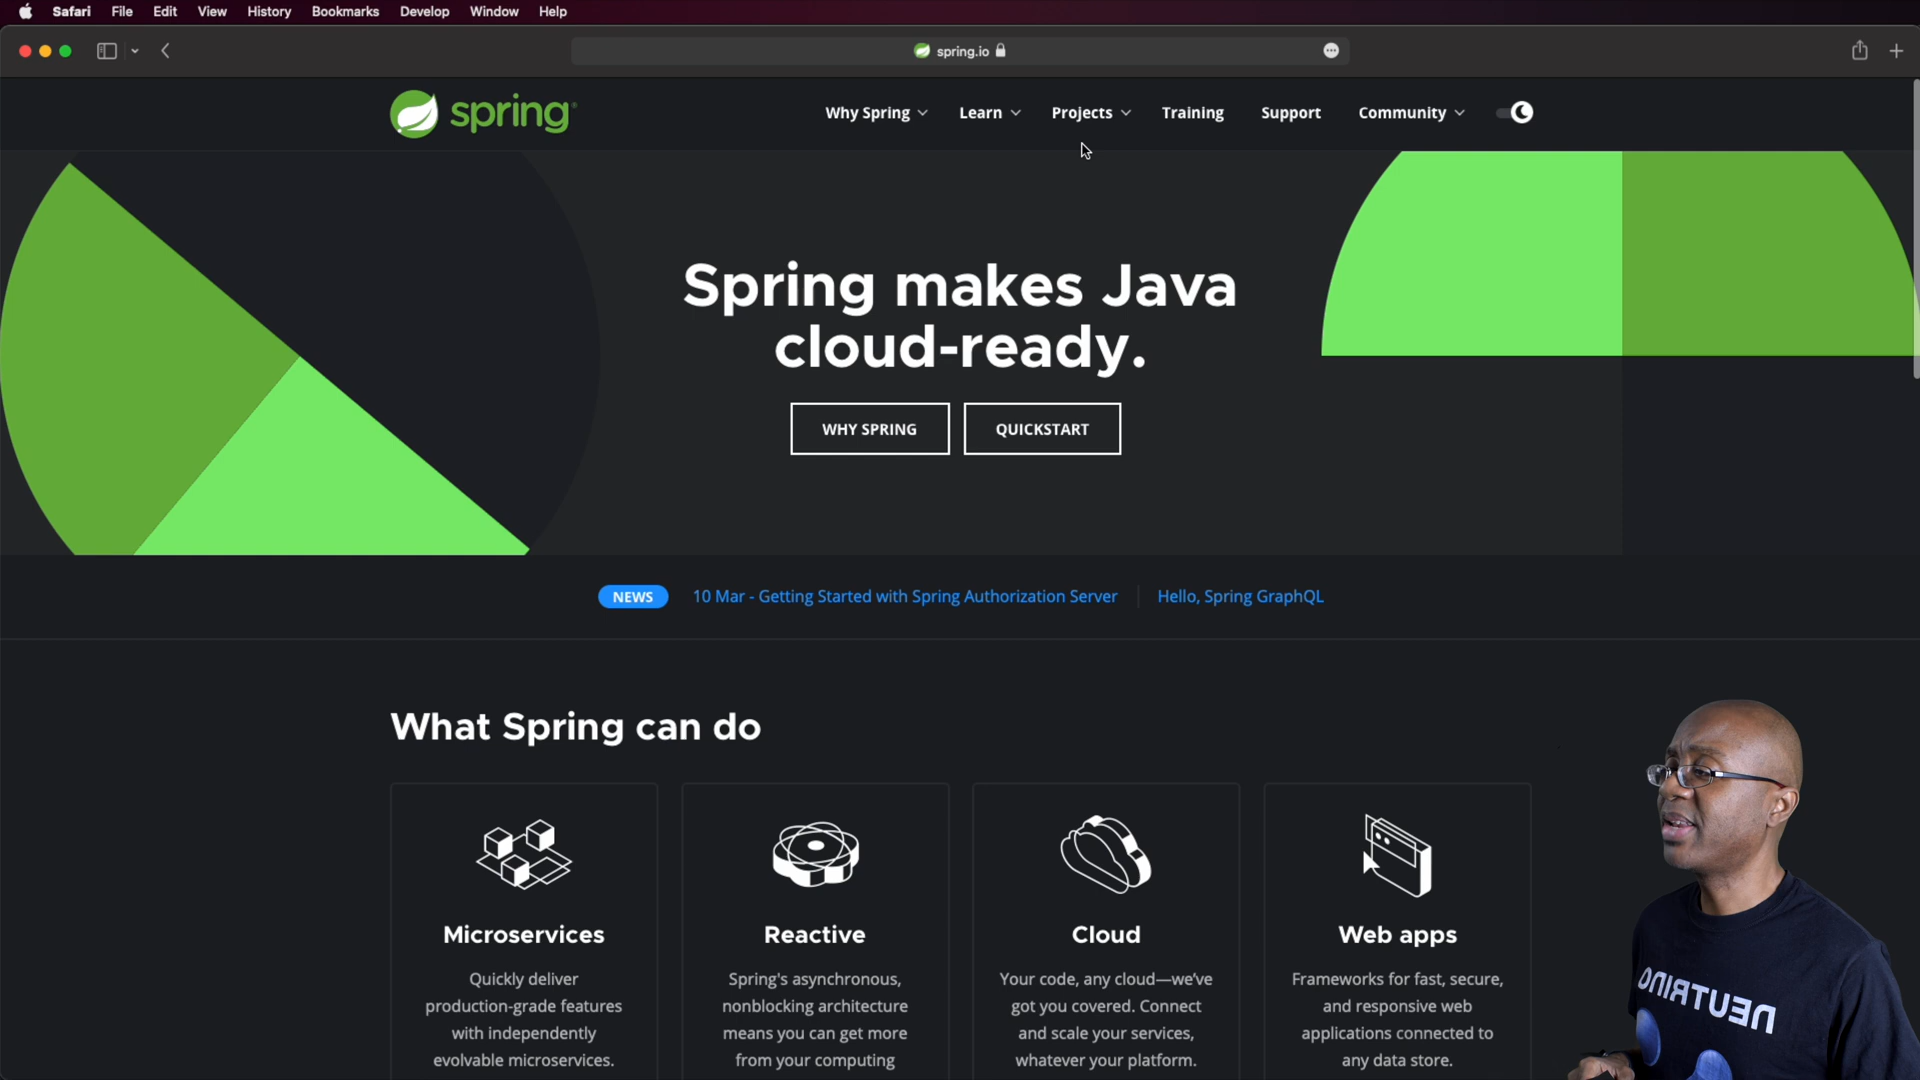 Safari File Edit View History Bookmarks Develop Window Help
spring.io
spring
Why Spring Learn Projects Training Support Community
Spring makes Java
cloud-ready.
WHY SPRING QUICKSTART
NEWS 10 Mar - Getting Started with Spring Authorization Server Hello, Spring GraphQL
What Spring can do
Microservices
Quickly deliver
production-grade features
with independently
evolvable microservices.
Reactive
Spring's asynchronous,
nonblocking architecture
means you can get more
from your computing
Cloud
Your code, any cloud—we've
got you covered. Connect
and scale your services,
whatever your platform.
Web apps
Frameworks for fast, secure,
and responsive web
applications connected to
any data store.
NEUTRINO